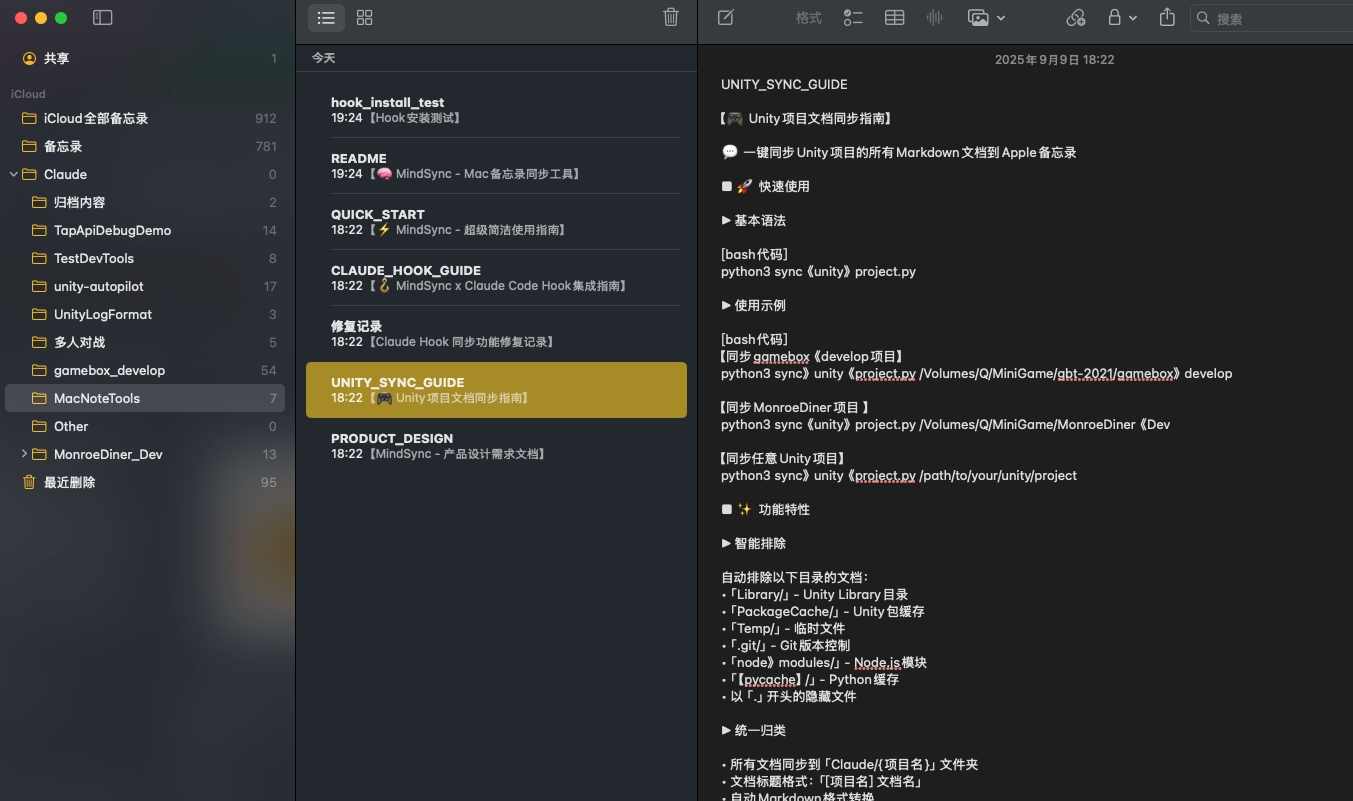 共享 1
iCloud
iCloud全部备忘录 912
备忘录 781
Claude 0
归档内容 2
TapApiDebugDemo 14
TestDevTools 8
unity-autopilot 17
UnityLogFormat 3
多人对战 5
gamebox_develop 54
MacNoteTools 7
Other 0
MonroeDiner_Dev 13
最近删除 95
今天
hook_install_test
19:24 【Hook安装测试】
README
19:24 【🧠 MindSync - Mac备忘录同步工具】
QUICK_START
18:22 【⚡ MindSync - 超级简洁使用指南】
CLAUDE_HOOK_GUIDE
18:22 【🪝 MindSync x Claude Code Hook集成指南】
修复记录
18:22 【Claude Hook 同步功能修复记录】
UNITY_SYNC_GUIDE
18:22 【🎮 Unity项目文档同步指南】
PRODUCT_DESIGN
18:22 【MindSync - 产品设计需求文档】
格式
搜索
2025年9月9日 18:22
UNITY_SYNC_GUIDE
【🎮 Unity项目文档同步指南】
💬 一键同步Unity项目的所有Markdown文档到Apple备忘录
■ 🚀 快速使用
▶ 基本语法
[bash代码]
python3 sync《unity》project.py
▶ 使用示例
[bash代码]
【同步gamebox《develop项目】
python3 sync》unity《project.py /Volumes/Q/MiniGame/gbt-2021/gamebox》develop
【同步MonroeDiner项目 】
python3 sync《unity》project.py /Volumes/Q/MiniGame/MonroeDiner《Dev
【同步任意Unity项目】
python3 sync》unity《project.py /path/to/your/unity/project
■ ✨ 功能特性
▶ 智能排除
自动排除以下目录的文档：
•「Library/」- Unity Library目录
•「PackageCache/」- Unity包缓存
•「Temp/」- 临时文件
•「.git/」- Git版本控制
•「node》modules/」- Node.js模块
•「【pycache】/」- Python缓存
• 以「.」开头的隐藏文件
▶ 统一归类
• 所有文档同步到「Claude/{项目名}」文件夹
• 文档标题格式：「[项目名] 文档名」
• 自动Markdown格式转换